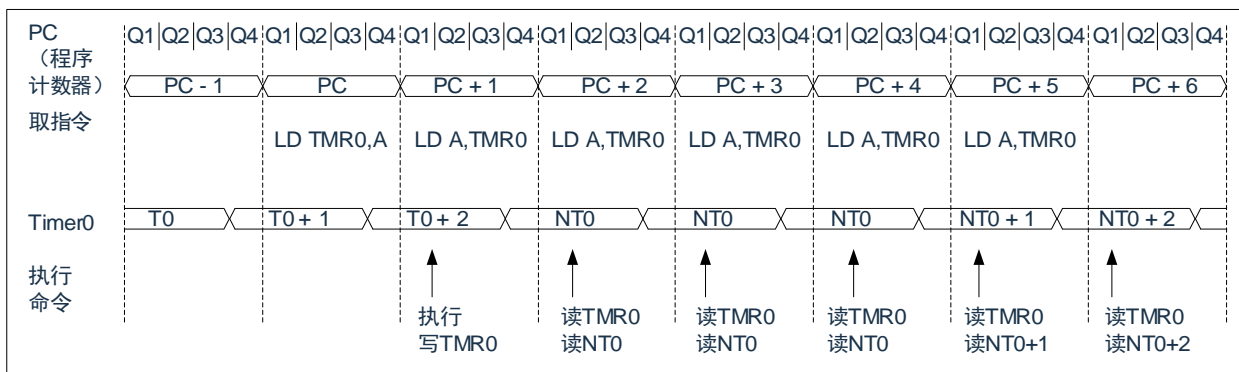 PC
（程序
计数器）
Q1 Q2 Q3 Q4 Q1 Q2 Q3 Q4 Q1 Q2 Q3 Q4 Q1 Q2 Q3 Q4 Q1 Q2 Q3 Q4 Q1 Q2 Q3 Q4 Q1 Q2 Q3 Q4 Q1 Q2 Q3 Q4
PC - 1 PC PC + 1 PC + 2 PC + 3 PC + 4 PC + 5 PC + 6
取指令
LD TMR0,A LD A,TMR0 LD A,TMR0 LD A,TMR0 LD A,TMR0 LD A,TMR0
Timer0 T0 T0 + 1 T0 + 2 NT0 NT0 NT0 NT0 + 1 NT0 + 2
执行
命令
执行 读TMR0 读TMR0 读TMR0 读TMR0 读TMR0
写TMR0 读NT0 读NT0 读NT0 读NT0+1 读NT0+2